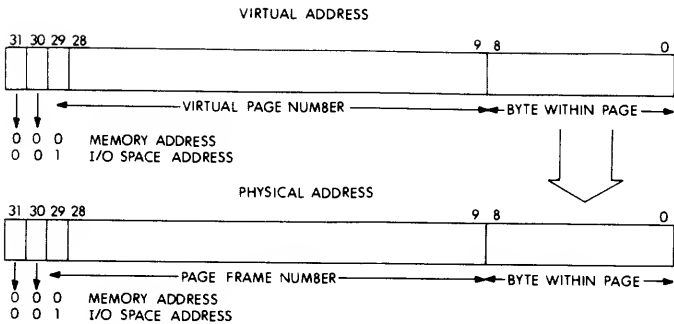 VIRTUAL ADDRESS
31 30 29 28 9 8 0
VIRTUAL PAGE NUMBER BYTE WITHIN PAGE
0 0 0 MEMORY ADDRESS
0 0 1 I/O SPACE ADDRESS
PHYSICAL ADDRESS
31 30 29 28 9 8 0
PAGE FRAME NUMBER BYTE WITHIN PAGE
0 0 0 MEMORY ADDRESS
0 0 1 I/O SPACE ADDRESS